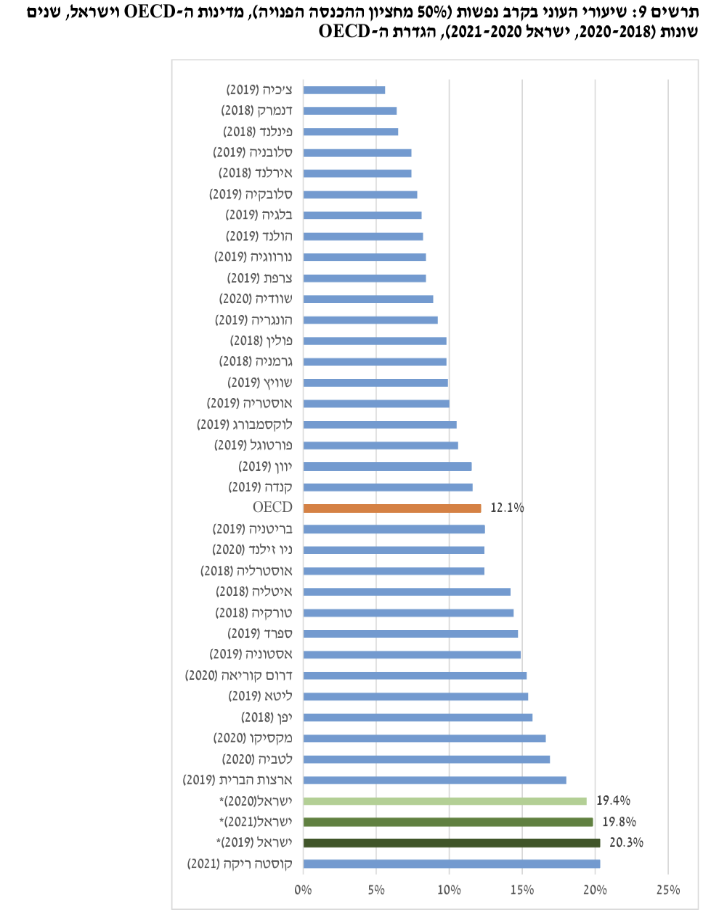 תרשים 9: שיעורי העוני בקרב נפשות (50% מחציון ההכנסה הפנויה), מדינות ה-OECD וישראל, שנים
שונות (2020-2018, ישראל 2021-2020), הגדרת ה-OECD
צ'כיה (2019)
דנמרק (2018)
פינלנד (2018)
סלובניה (2019)
אירלנד (2018)
סלובקיה (2019)
בלגיה (2019)
הולנד (2019)
נורווגיה (2019)
צרפת (2019)
שוודיה (2020)
הונגריה (2019)
פולין (2018)
גרמניה (2018)
שוויץ (2019)
אוסטריה (2019)
לוקסמבורג (2019)
פורטוגל (2019)
יוון (2019)
קנדה (2019)
OECD 12.1%
בריטניה (2019)
ניו זילנד (2020)
אוסטרליה (2018)
איטליה (2018)
טורקיה (2018)
ספרד (2019)
אסטוניה (2019)
דרום קוריאה (2020)
ליטא (2019)
יפן (2018)
מקסיקו (2020)
לטביה (2020)
ארצות הברית (2019)
ישראל(2020)* 19.4%
ישראל(2021)* 19.8%
ישראל (2019)* 20.3%
קוסטה ריקה (2021)
0% 5% 10% 15% 20% 25%